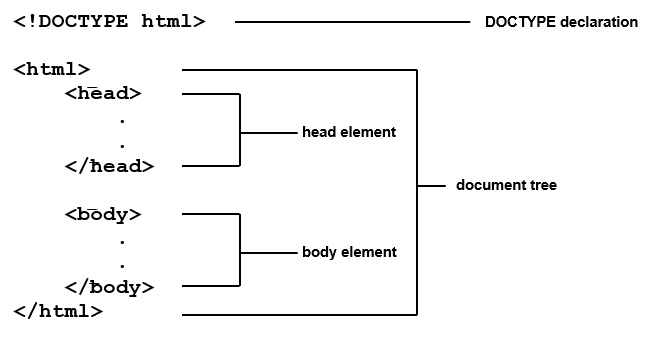 <!DOCTYPE html> DOCTYPE declaration
<html>
<head>
.
head element
.
</head>
document tree
<body>
.
body element
.
</body>
</html>